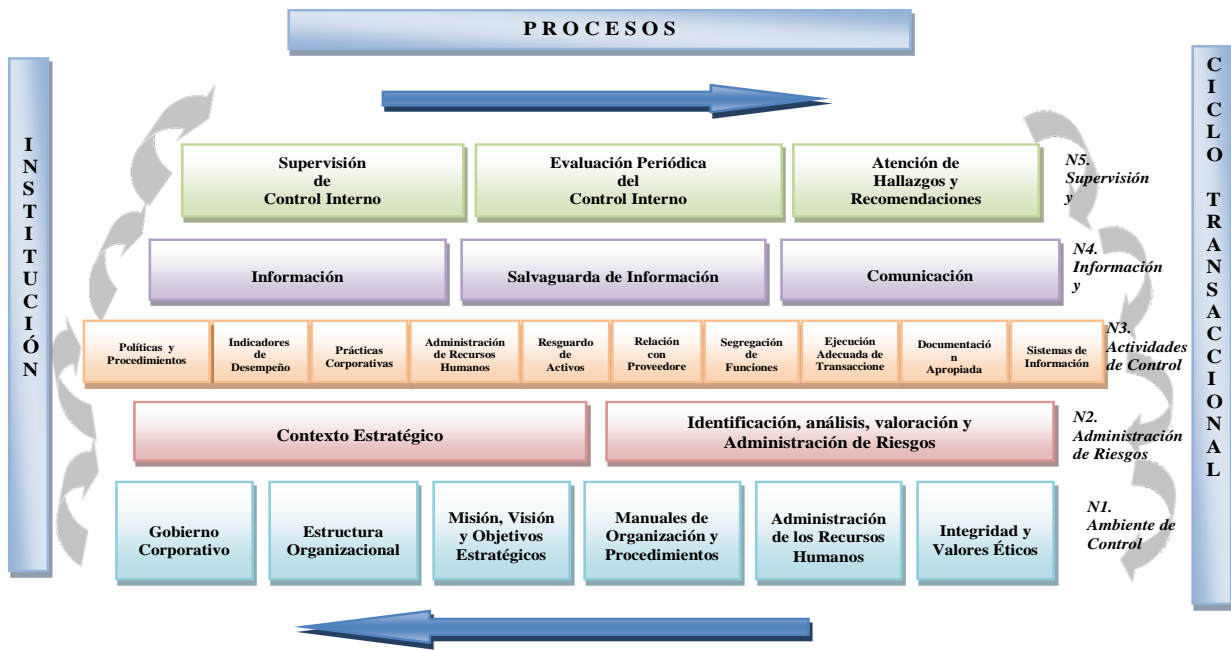 PROCESOS
INSTITUCIÓN
CICLO TRANSACCIONAL
Supervisión
de
Control Interno
Evaluación Periódica
del
Control Interno
Atención de
Hallazgos y
Recomendaciones
N5.
Supervisión
y
Información
Salvaguarda de Información
Comunicación
N4.
Información
y
Políticas y
Procedimientos
Indicadores
de
Desempeño
Prácticas
Corporativas
Administración
de Recursos
Humanos
Resguardo
de
Activos
Relación
con
Proveedore
Segregación
de
Funciones
Ejecución
Adecuada de
Transaccione
Documentació
n
Apropiada
Sistemas de
Información
N3.
Actividades
de Control
Contexto Estratégico
Identificación, análisis, valoración y
Administración de Riesgos
N2.
Administración
de Riesgos
Gobierno
Corporativo
Estructura
Organizacional
Misión, Visión
y Objetivos
Estratégicos
Manuales de
Organización y
Procedimientos
Administración
de los Recursos
Humanos
Integridad y
Valores Éticos
N1.
Ambiente de
Control